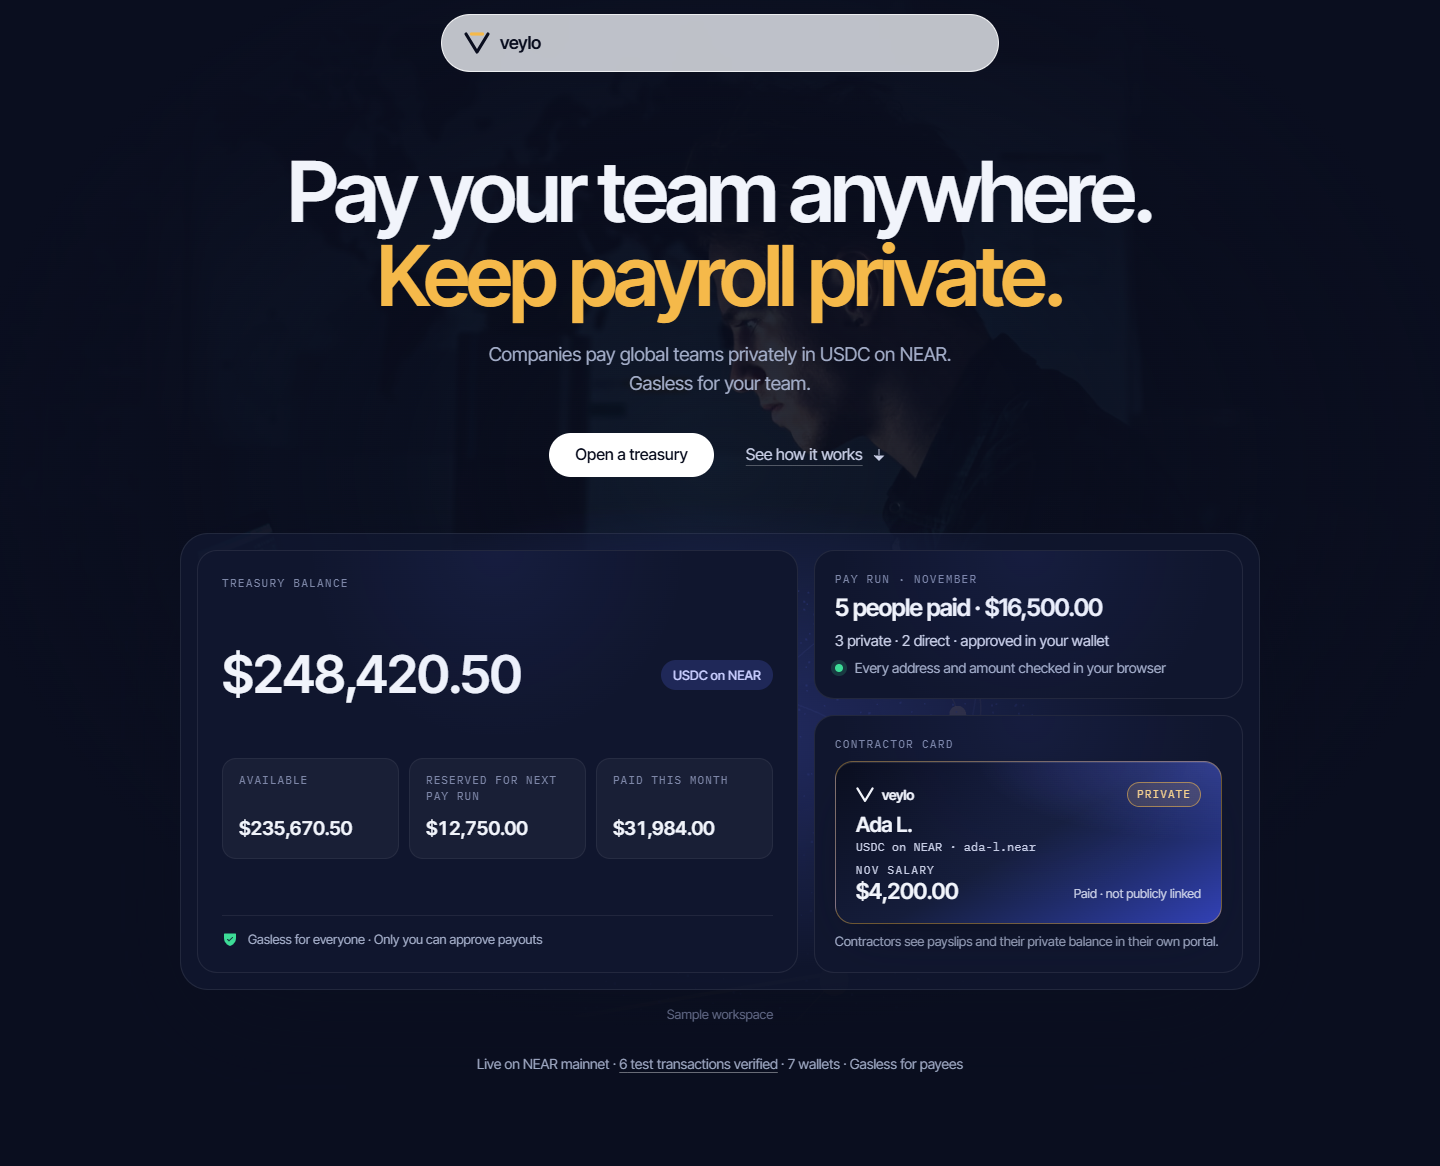 veylo
Pay your team anywhere.
Keep payroll private.
Companies pay global teams privately in USDC on NEAR.
Gasless for your team.
Open a treasury
See how it works
TREASURY BALANCE
$248,420.50
USDC on NEAR
AVAILABLE
$235,670.50
RESERVED FOR NEXT
PAY RUN
$12,750.00
PAID THIS MONTH
$31,984.00
Gasless for everyone · Only you can approve payouts
PAY RUN · NOVEMBER
5 people paid · $16,500.00
3 private · 2 direct · approved in your wallet
Every address and amount checked in your browser
CONTRACTOR CARD
veylo
PRIVATE
Ada L.
USDC on NEAR · ada-l.near
NOV SALARY
$4,200.00
Paid · not publicly linked
Contractors see payslips and their private balance in their own portal.
Sample workspace
Live on NEAR mainnet · 6 test transactions verified · 7 wallets · Gasless for payees